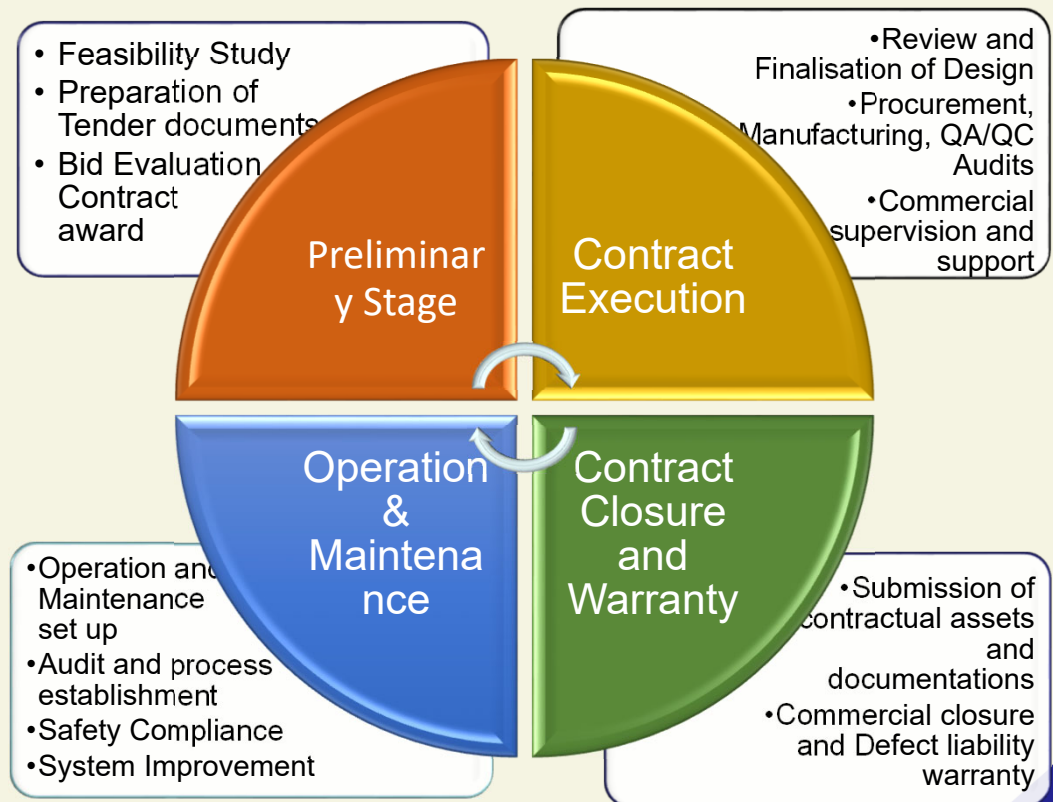 • Feasibility Study
• Preparation of
Tender documents
• Bid Evaluation
Contract
award
•Review and
Finalisation of Design
•Procurement,
Manufacturing, QA/QC
Audits
•Commercial
supervision and
support
Preliminar
y Stage
Contract
Execution
Operation
&
Maintena
nce
Contract
Closure
and
Warranty
•Operation and
Maintenance
set up
•Audit and process
establishment
•Safety Compliance
•System Improvement
•Submission of
contractual assets
and
documentations
•Commercial closure
and Defect liability
warranty